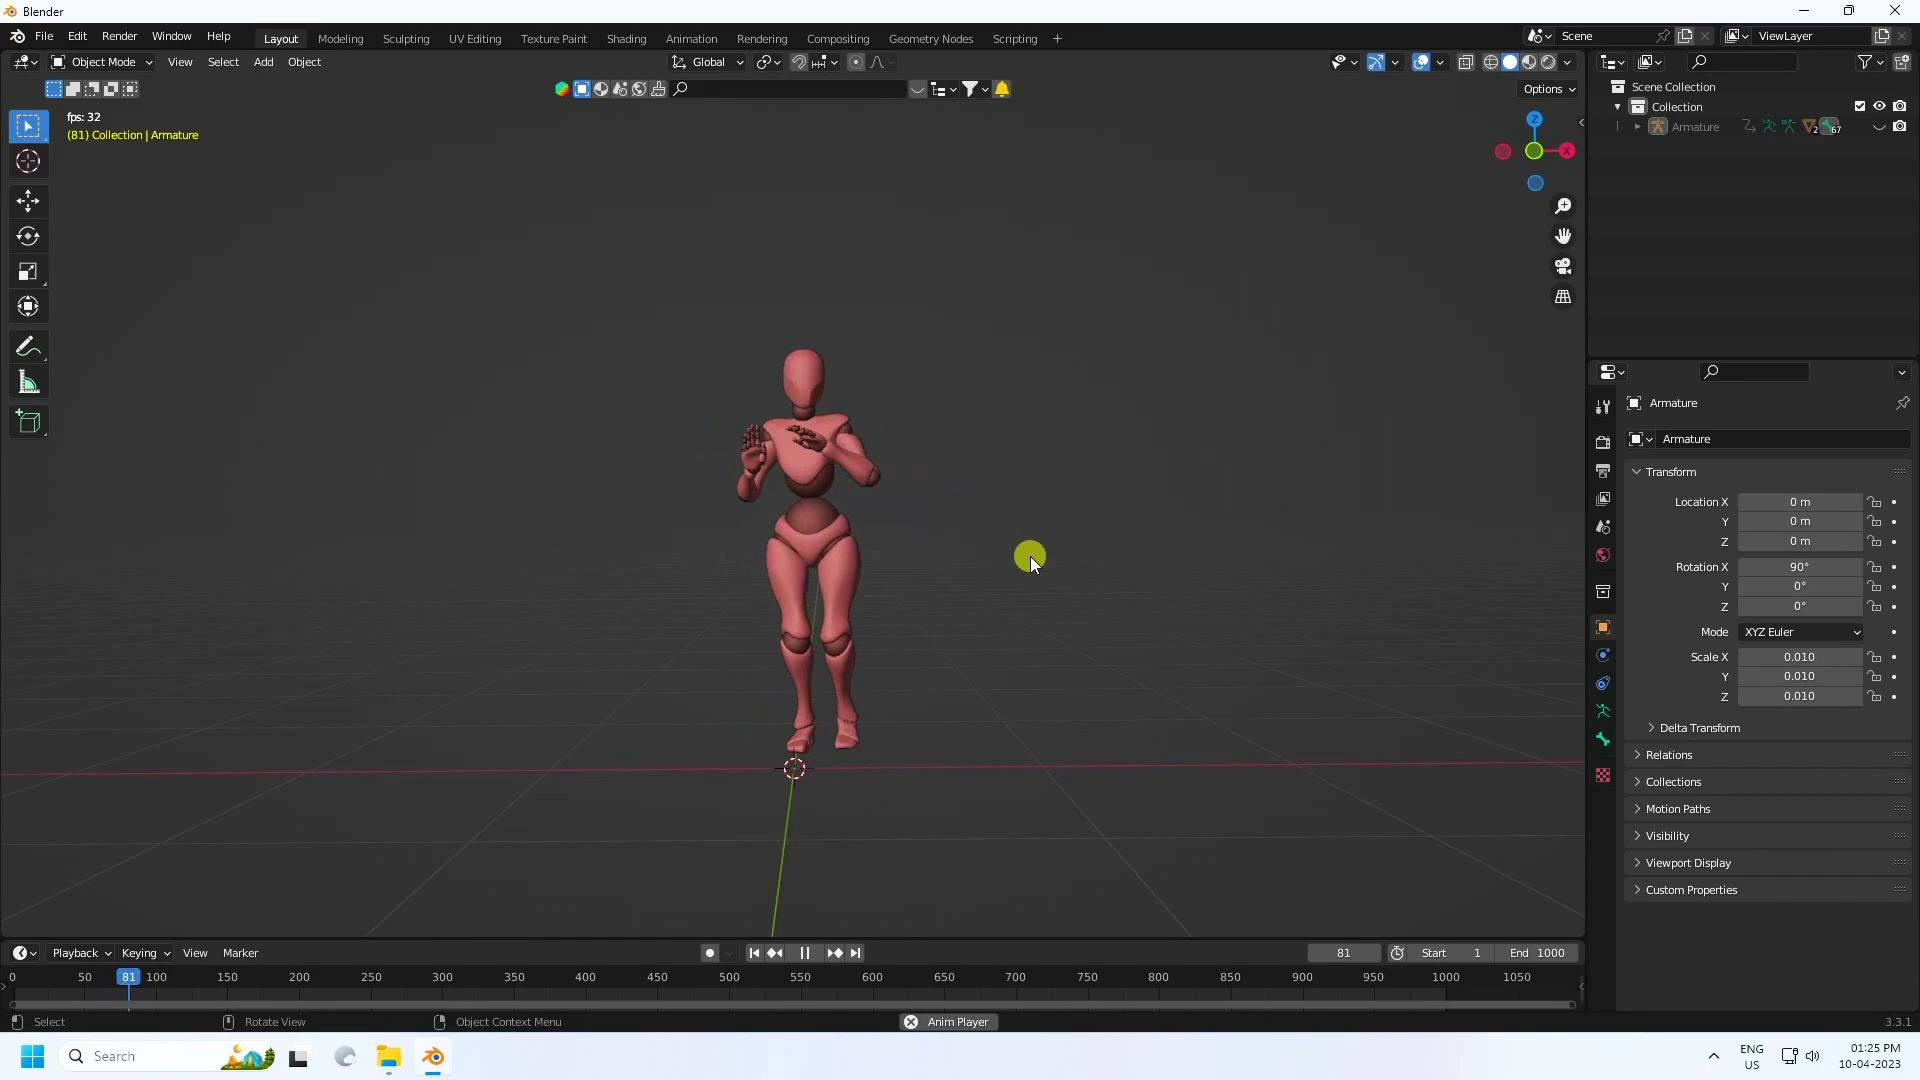 Blender
File Edit Render Window Help Layout Modeling Sculpting UV Editing Texture Paint Shading Animation Rendering Compositing Geometry Nodes Scripting + Scene ViewLayer
Object Mode View Select Add Object Global
Options
fps: 32
(81) Collection | Armature
Z
X
Scene Collection
Collection
Armature 2 67
Armature
Armature
Transform
Location X 0 m
Y 0 m
Z 0 m
Rotation X 90°
Y 0°
Z 0°
Mode XYZ Euler
Scale X 0.010
Y 0.010
Z 0.010
Delta Transform
Relations
Collections
Motion Paths
Visibility
Viewport Display
Custom Properties
Playback Keying View Marker 81 Start 1 End 1000
0 50 81 100 150 200 250 300 350 400 450 500 550 600 650 700 750 800 850 900 950 1000 1050
Select Rotate View Object Context Menu Anim Player 3.3.1
Search
ENG
US
01:25 PM
10-04-2023